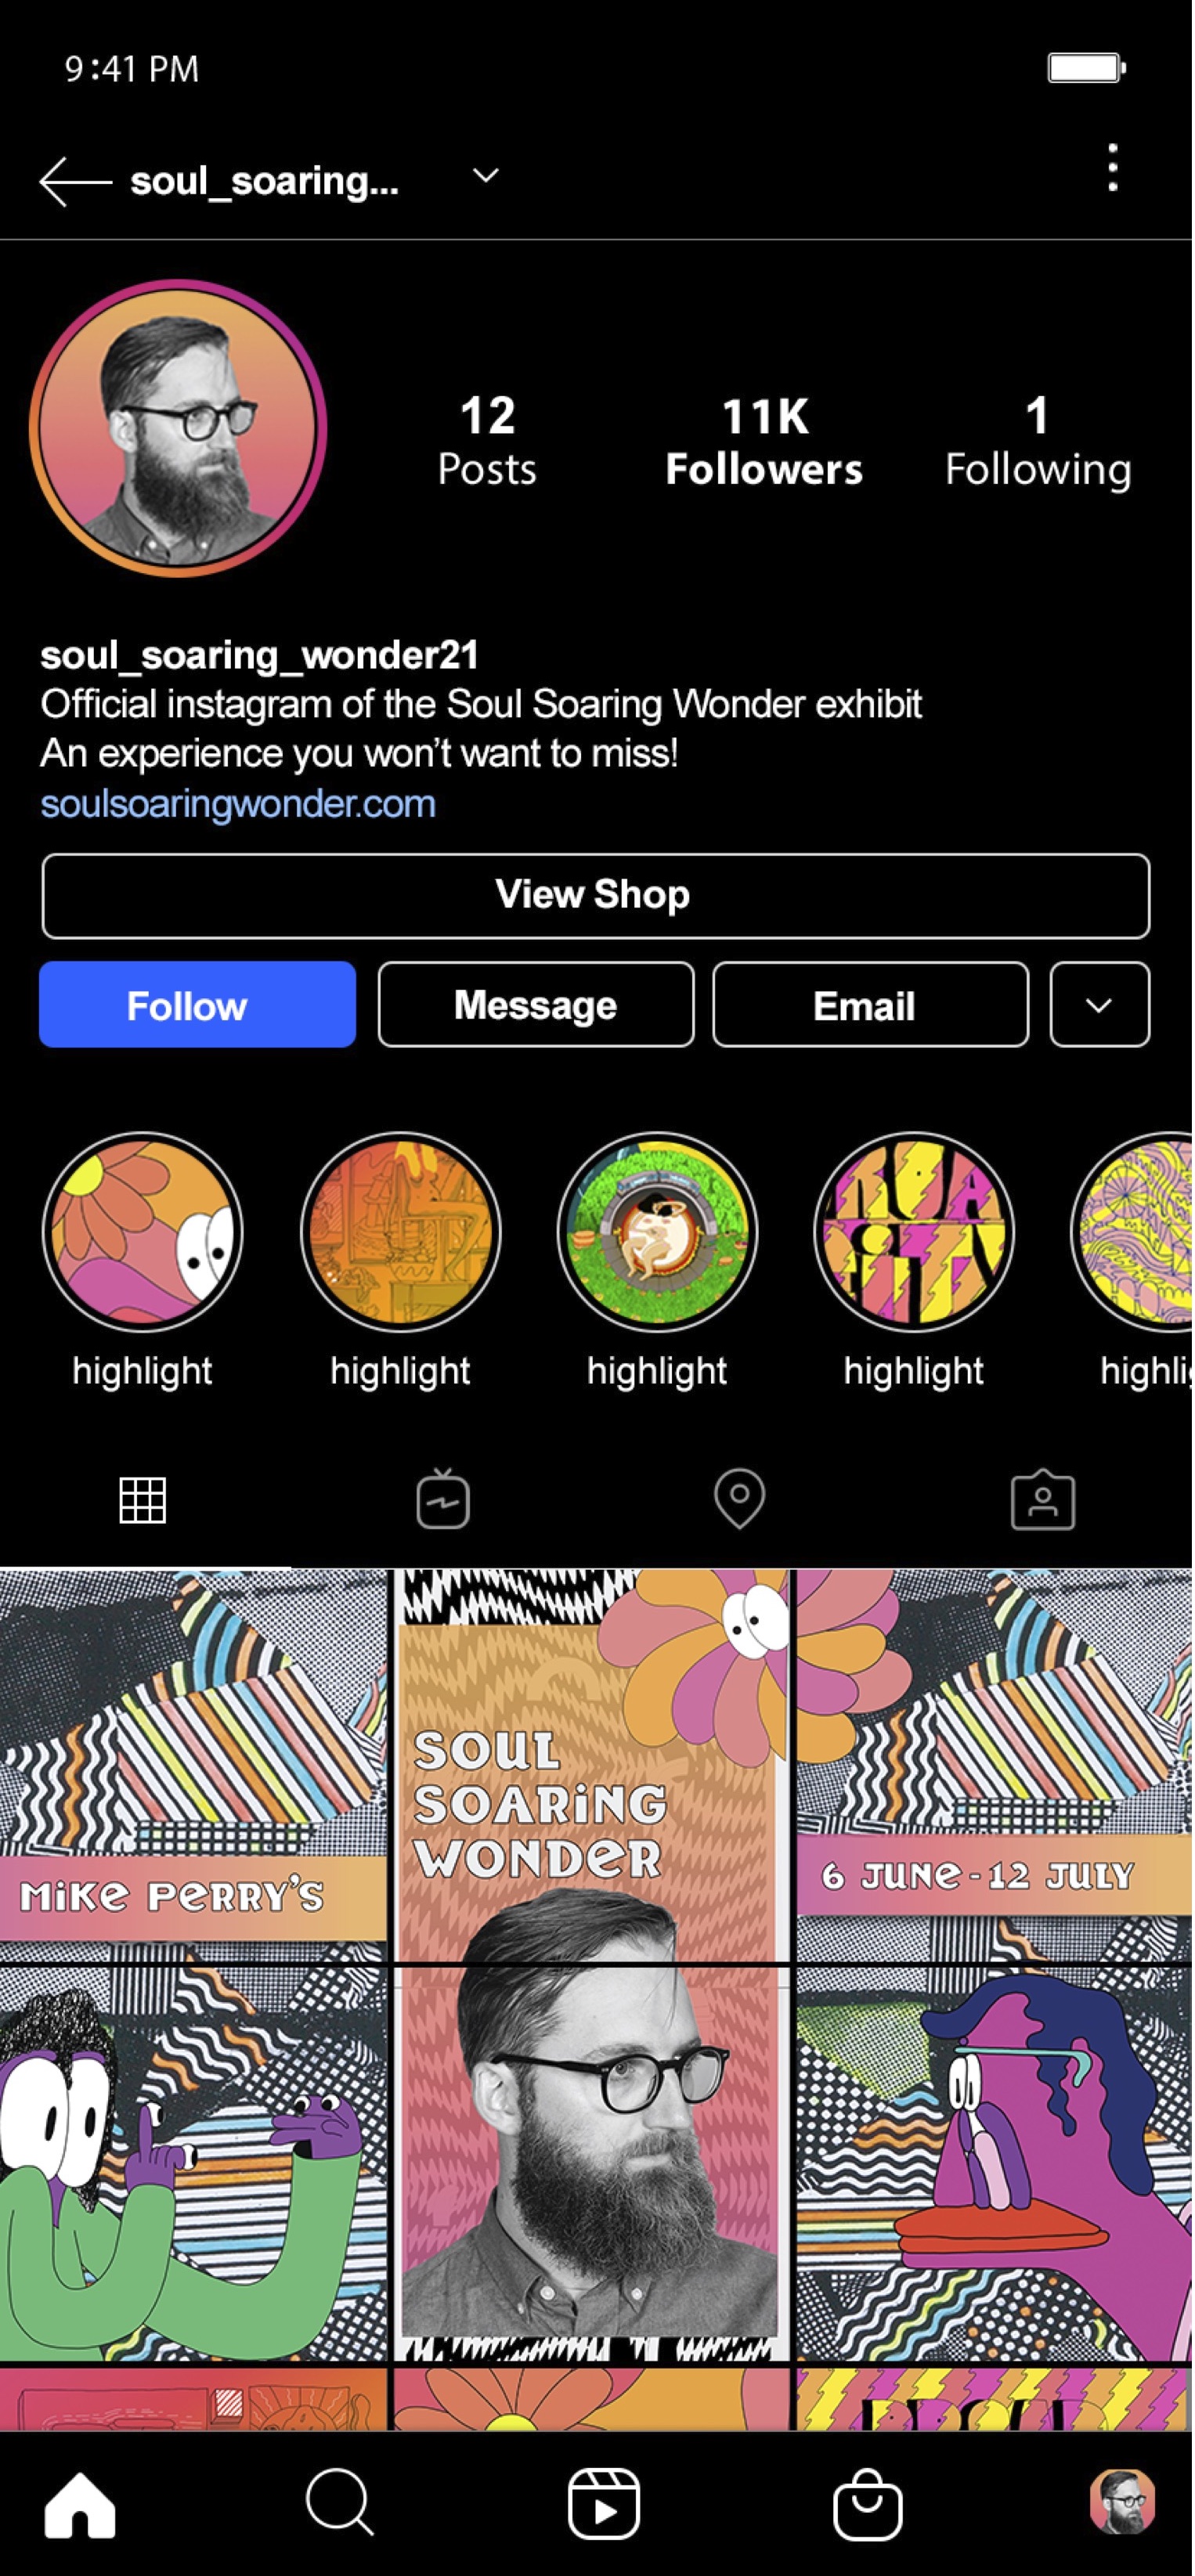 9:41 PM
soul_soaring...
12
Posts
11K
Followers
1
Following
soul_soaring_wonder21
Official instagram of the Soul Soaring Wonder exhibit
An experience you won't want to miss!
soulsoaringwonder.com
View Shop
Follow
Message
Email
highlight
highlight
highlight
highlight
highli
MiKe PeRRY'S
SOUL
SOARiNG
WONDeR
6 JUNe-12 JULY